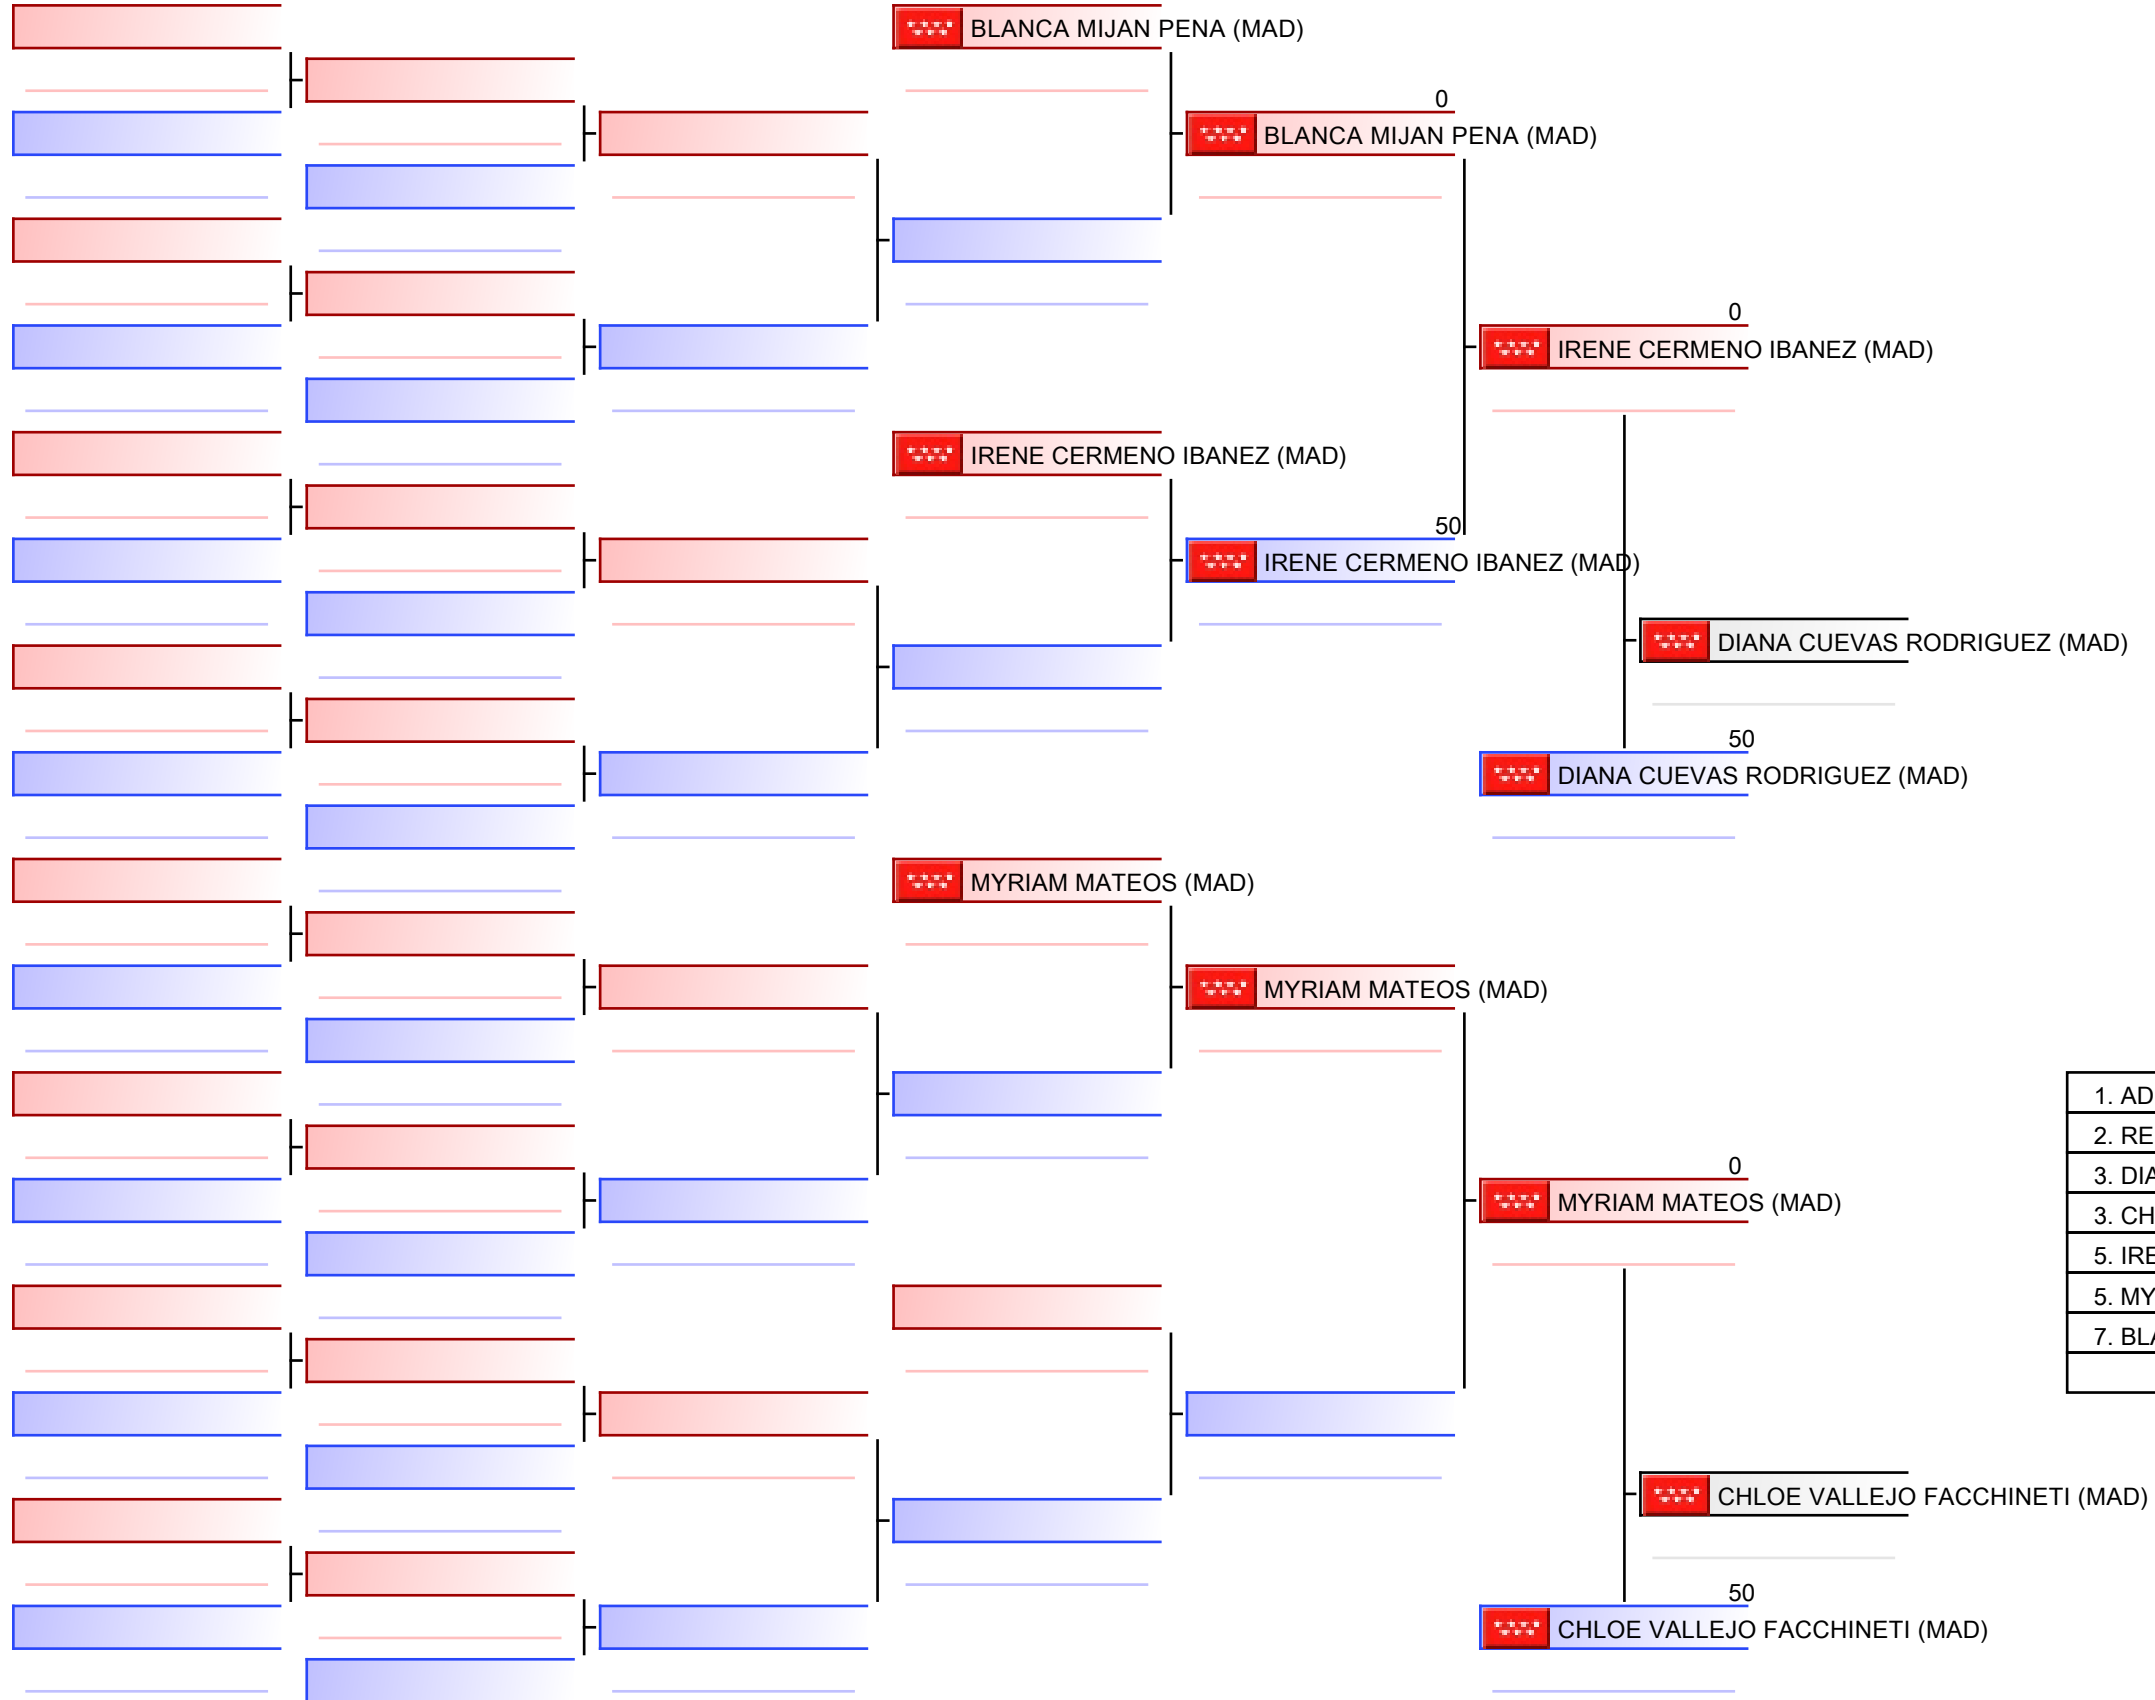 BLANCA MIJAN PENA (MAD)
0
BLANCA MIJAN PENA (MAD)
0
IRENE CERMENO IBANEZ (MAD)
IRENE CERMENO IBANEZ (MAD)
50
IRENE CERMENO IBANEZ (MAD)
DIANA CUEVAS RODRIGUEZ (MAD)
50
DIANA CUEVAS RODRIGUEZ (MAD)
MYRIAM MATEOS (MAD)
MYRIAM MATEOS (MAD)
1. AD
2. RE
0
3. DIA
MYRIAM MATEOS (MAD)
3. CH
5. IRE
5. MY
7. BLA
CHLOE VALLEJO FACCHINETI (MAD)
50
CHLOE VALLEJO FACCHINETI (MAD)